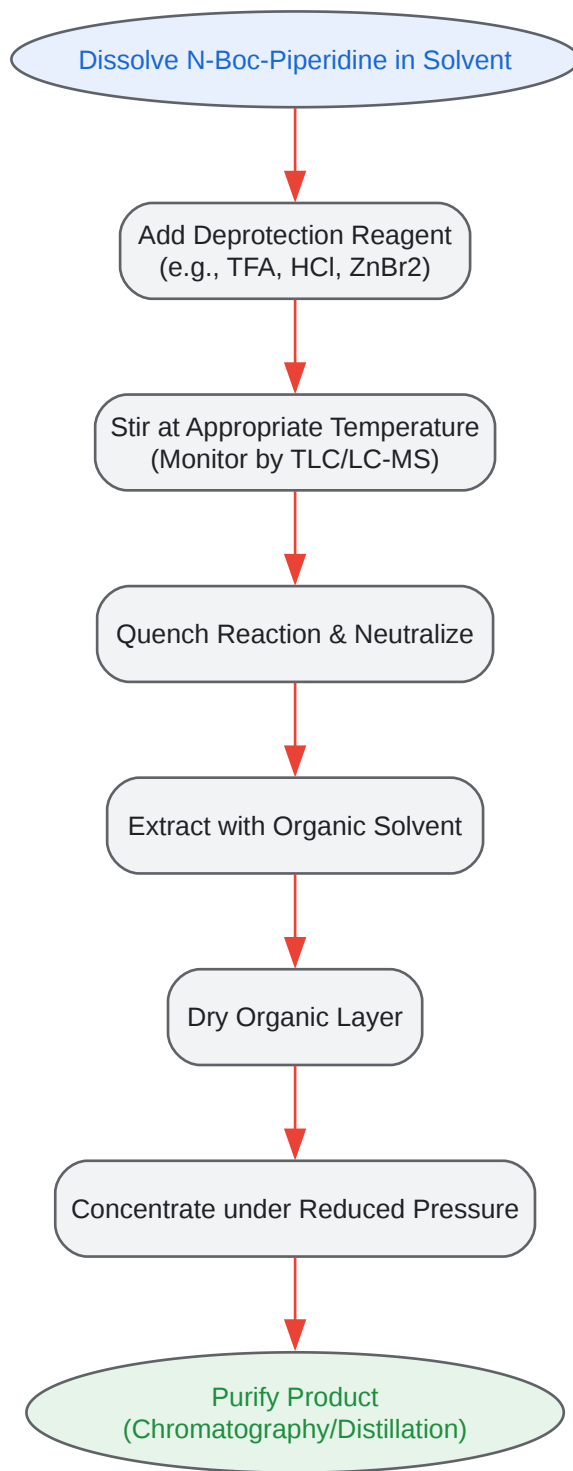 Dissolve N-Boc-Piperidine in Solvent
Add Deprotection Reagent
(e.g., TFA, HCl, ZnBr2)
Stir at Appropriate Temperature
(Monitor by TLC/LC-MS)
Quench Reaction & Neutralize
Extract with Organic Solvent
Dry Organic Layer
Concentrate under Reduced Pressure
Purify Product
(Chromatography/Distillation)